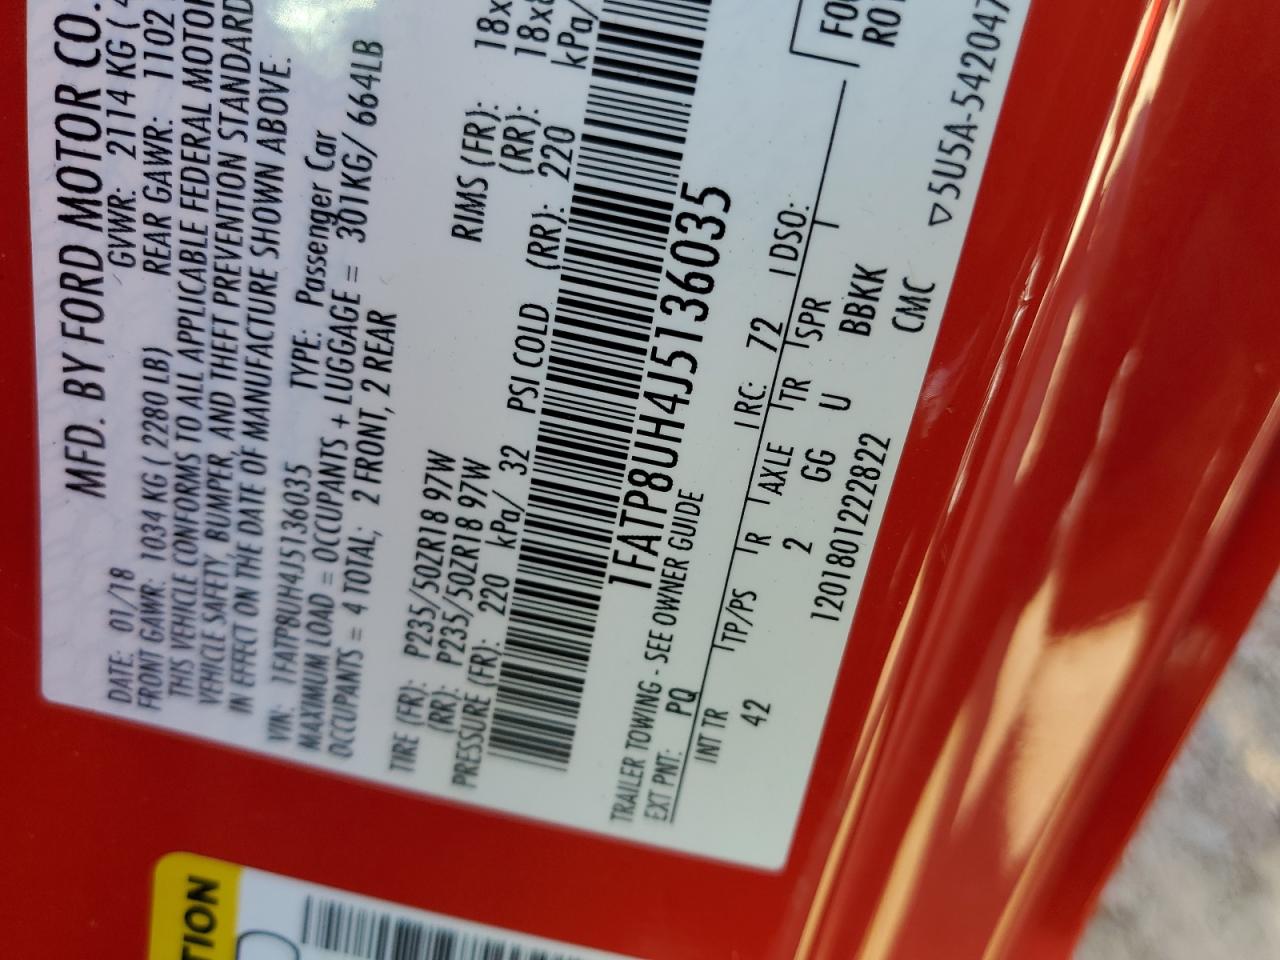 MFD. BY FORD MOTOR CO.
DATE: 01/18 GVWR: 2114 KG (
FRONT GAWR: 1034 KG ( 2280 LB) REAR GAWR: 1102
THIS VEHICLE CONFORMS TO ALL APPLICABLE FEDERAL MOTOR
VEHICLE SAFETY, BUMPER, AND THEFT PREVENTION STANDARD
IN EFFECT ON THE DATE OF MANUFACTURE SHOWN ABOVE.
VIN: 1FATP8UH4J5136035 TYPE: Passenger Car
MAXIMUM LOAD = OCCUPANTS + LUGGAGE = 301KG/ 664LB
OCCUPANTS = 4 TOTAL; 2 FRONT, 2 REAR
TIRE (FR): P235/50ZR18 97W RIMS (FR): 18x
(RR): P235/50ZR18 97W (RR): 18x
PRESSURE (FR): 220 kPa/ 32 PSI COLD (RR): 220 kPa/
1FATP8UH4J5136035
TRAILER TOWING - SEE OWNER GUIDE
EXT PNT: PQ RC: 72 DSO:
INT TR TP/PS R AXLE TR SPR
42 2 GG U BBKK
12018012228​22 CMC
▽5U5A-542047
TION